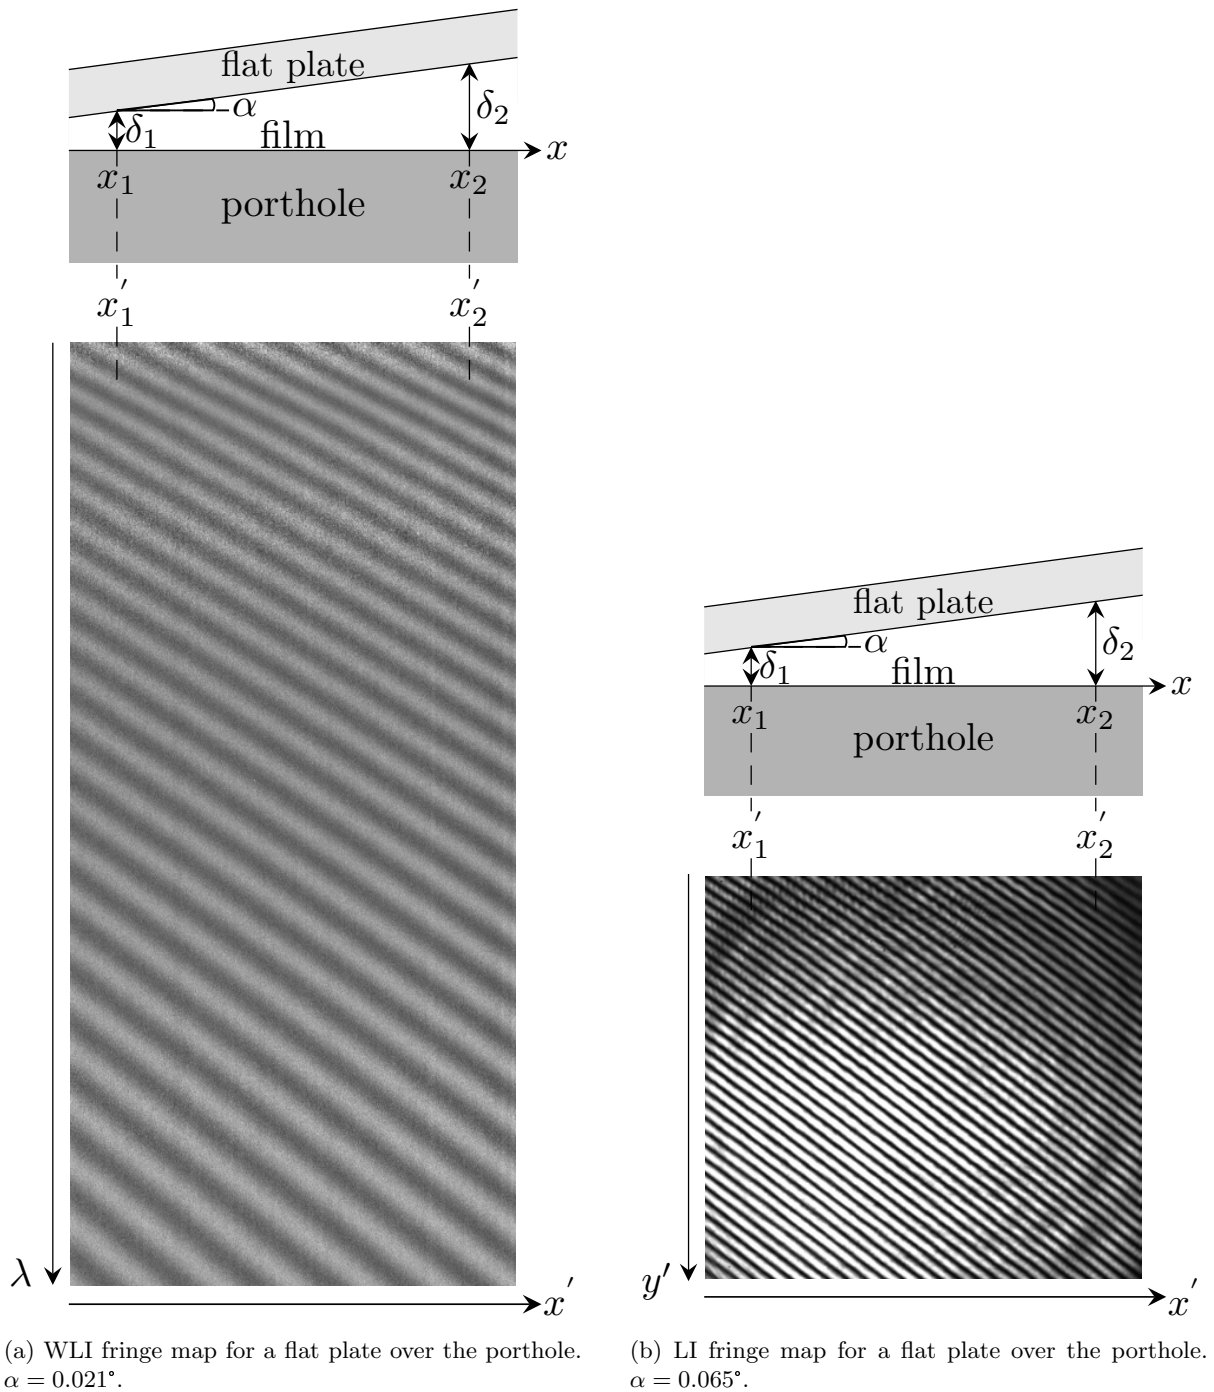 flat plate
α
δ₁
δ₂
film
x
x₁
x₂
porthole
x₁′
x₂′
λ
x′
(a) WLI fringe map for a flat plate over the porthole.
α = 0.021°.
flat plate
α
δ₁
δ₂
film
x
x₁
x₂
porthole
x₁′
x₂′
y′
x′
(b) LI fringe map for a flat plate over the porthole.
α = 0.065°.